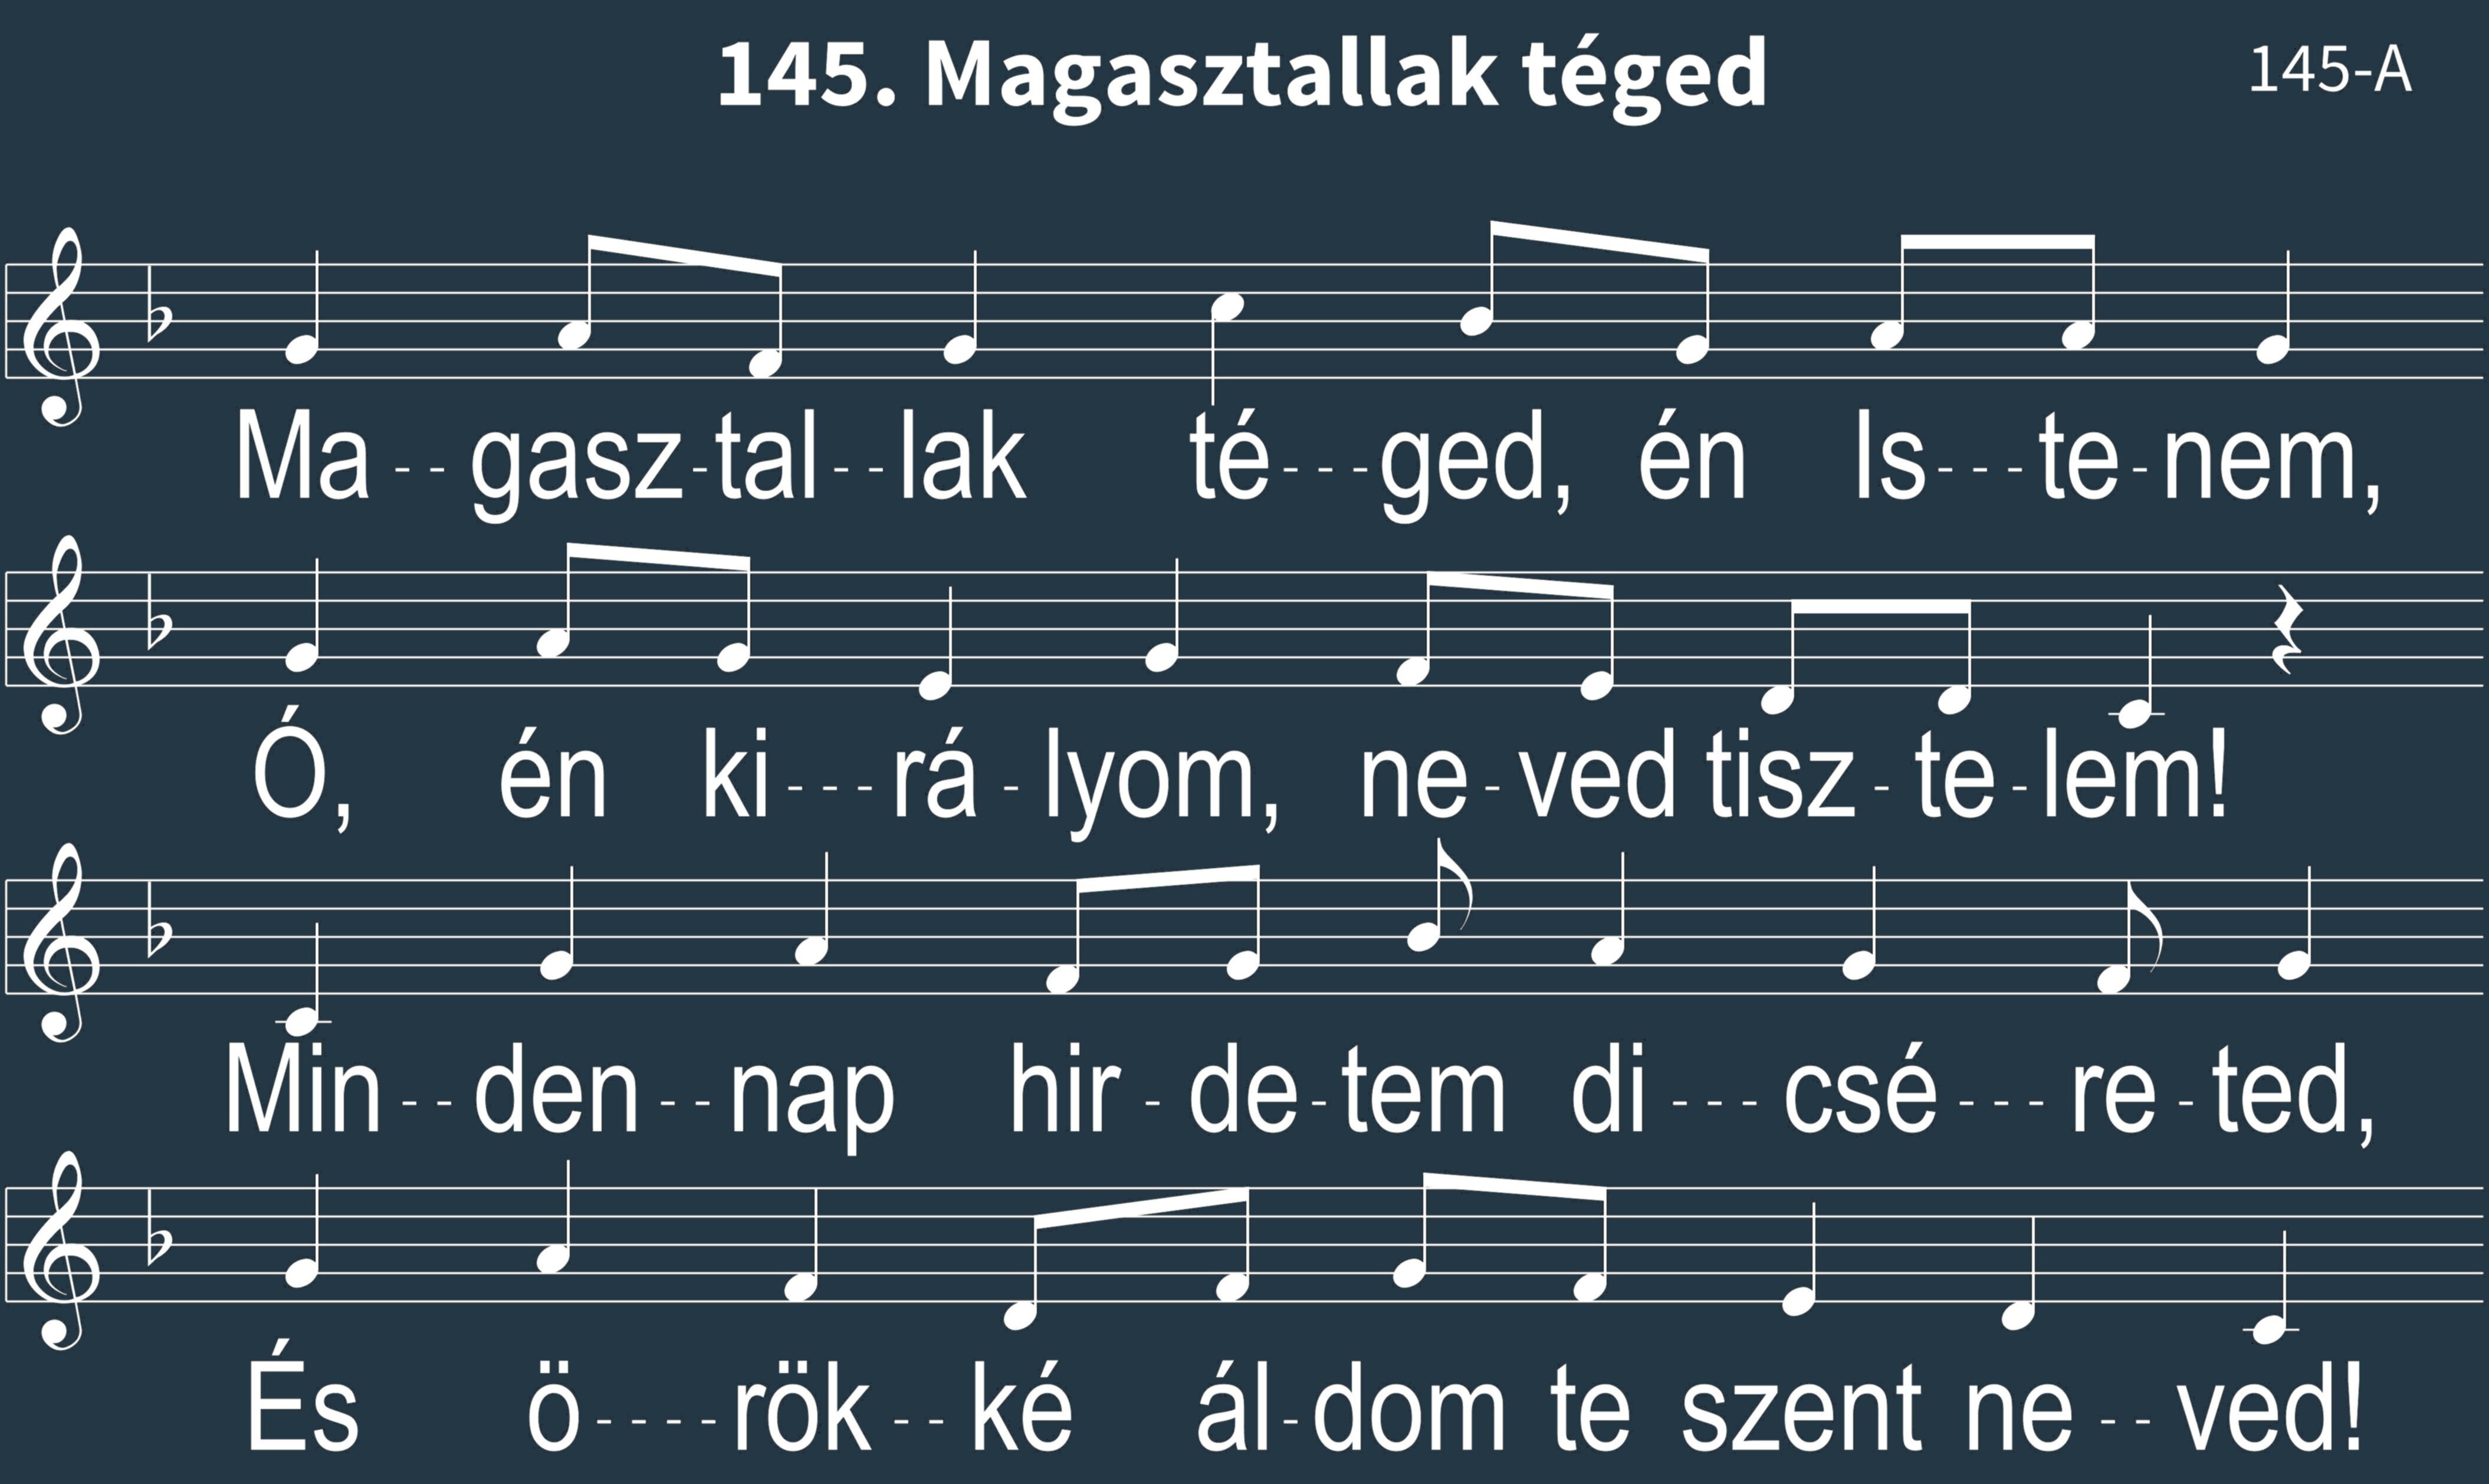 145. Magasztallak téged
145-A
Ma--gasz-tal--lak té---ged, én Is---te-nem,
Ó, én ki---rá-lyom, ne-ved tisz-te-lem!
Min--den--nap hir-de-tem di---csé---re-ted,
És ö----rök--ké ál-dom te szent ne--ved!